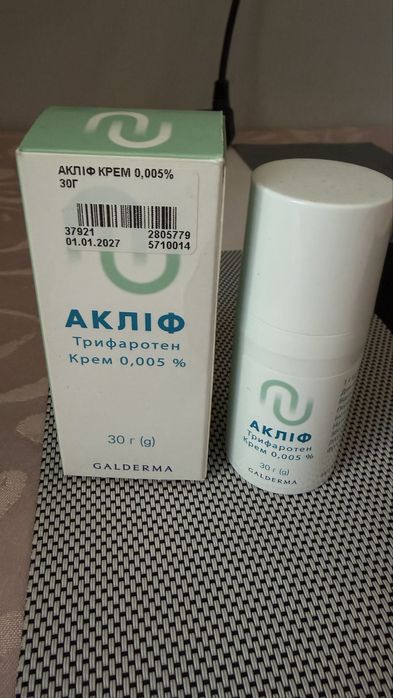 АКЛІФ КРЕМ 0,005%
30Г
37921 2805779
01.01.2027 5710014
АКЛІФ
Трифаротен
Крем 0,005 %
30 г (g)
GALDERMA
АКЛІФ
Трифаротен
Крем 0,005 %
30 г (g)
GALDERMA